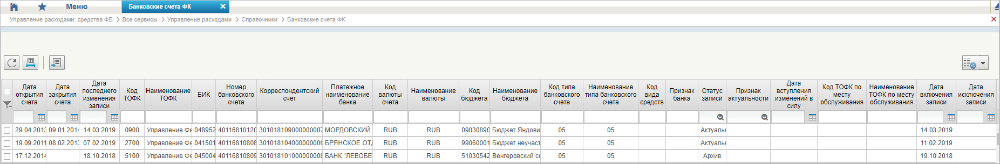 Меню Банковские счета ФК
Управление расходами: средства ФБ > Все сервисы > Управление расходами > Справочники > Банковские счета ФК
Дата открытия счета
Дата закрытия счета
Дата последнего изменения записи
Код ТОФК
Наименование ТОФК
БИК
Номер банковского счета
Корреспондентский счет
Платежное наименование банка
Код валюты счета
Наименование валюты
Код бюджета
Наименование бюджета
Код типа банковского счета
Наименование типа банковского счета
Код вида средств
Признак банка
Статус записи
Признак актуальности
Дата вступления изменений в силу
Код ТОФК по месту обслуживания
Наименование ТОФК по месту обслуживания
Дата включения записи
Дата исключения записи
29.04.2013 09.01.2014 14.03.2019 0900 Управление Фе 048952 40116810120 301018109000000007 МОРДОВСКИЙ RUB RUB 09030890 Бюджет Яндови 05 05 Актуаль 14.03.2019
19.09.2011 08.02.2013 07.02.2019 2700 Управление Фе 041501 40116810808 301018104000000006 БРЯНСКОЕ ОТД RUB RUB 99060001 Бюджет неучаст 05 05 Актуаль 11.02.2019
17.12.2014 18.10.2018 5100 Управление Фе 045004 40116810809 301018101000000008 БАНК "ЛЕВОБЕ RUB RUB 51030542 Венгеровский се 05 05 Архив 19.10.2018